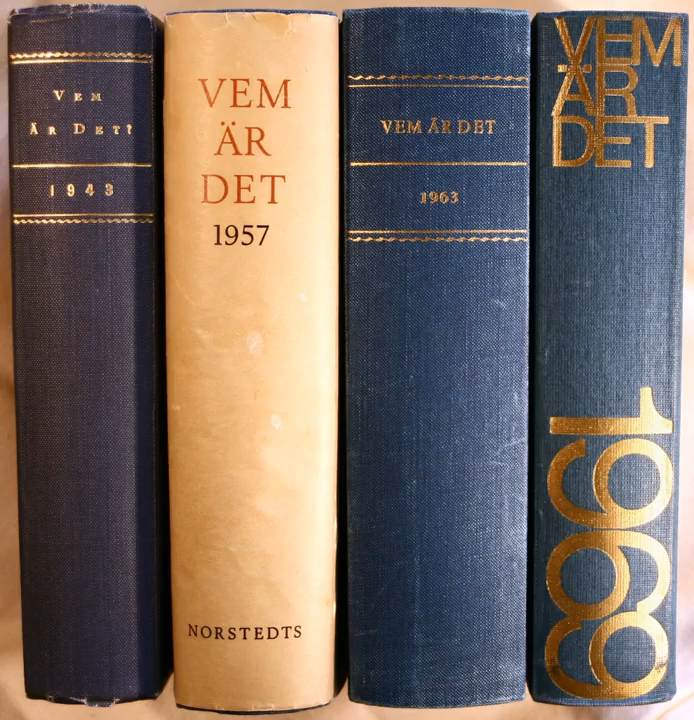 VEM
ÄR DET?
1943
VEM
ÄR
DET
1957
NORSTEDTS
VEM ÄR DET
1963
VEM
ÄR
DET
1969